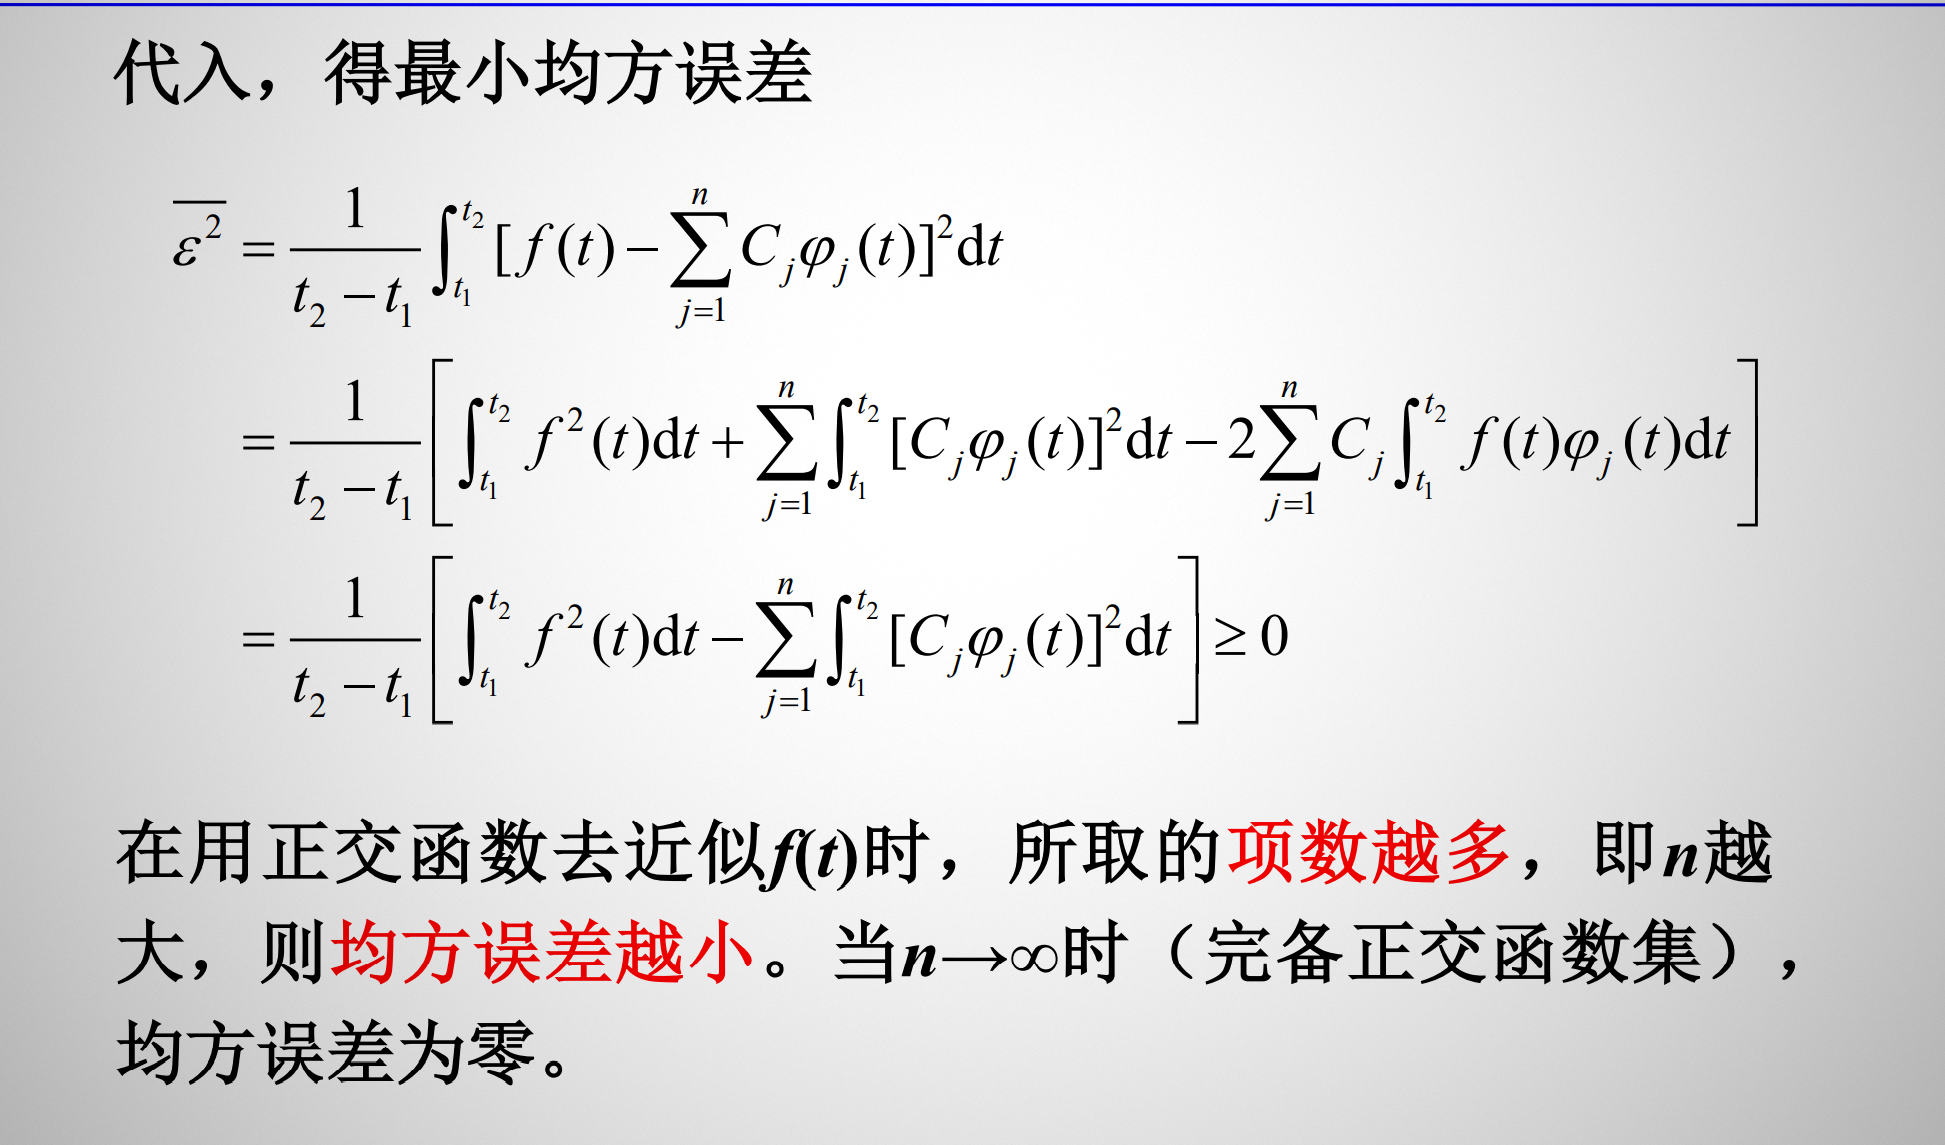 代入，得最小均方误差
$\overline{\varepsilon^2} = \frac{1}{t_2 - t_1} \int_{t_1}^{t_2} [f(t) - \sum_{j=1}^{n} C_j \varphi_j(t)]^2 \mathrm{d}t$
$= \frac{1}{t_2 - t_1} \left[ \int_{t_1}^{t_2} f^2(t) \mathrm{d}t + \sum_{j=1}^{n} \int_{t_1}^{t_2} [C_j \varphi_j(t)]^2 \mathrm{d}t - 2 \sum_{j=1}^{n} C_j \int_{t_1}^{t_2} f(t) \varphi_j(t) \mathrm{d}t \right]$
$= \frac{1}{t_2 - t_1} \left[ \int_{t_1}^{t_2} f^2(t) \mathrm{d}t - \sum_{j=1}^{n} \int_{t_1}^{t_2} [C_j \varphi_j(t)]^2 \mathrm{d}t \right] \geq 0$
在用正交函数去近似f(t)时，所取的项数越多，即n越
大，则均方误差越小。当n→∞时（完备正交函数集），
均方误差为零。